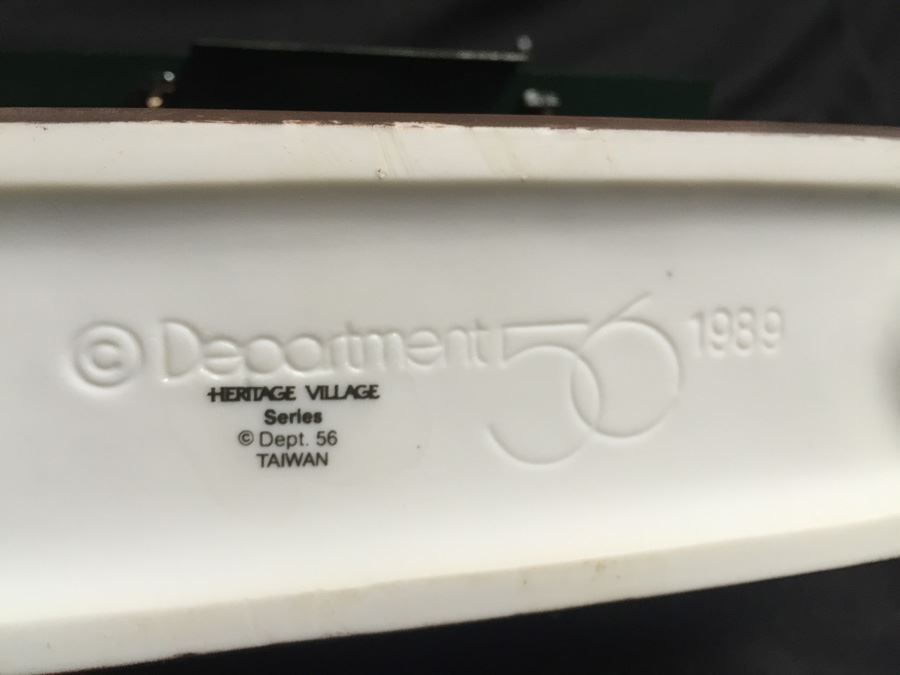 © Department 56 1989
HERITAGE VILLAGE
Series
© Dept. 56
TAIWAN